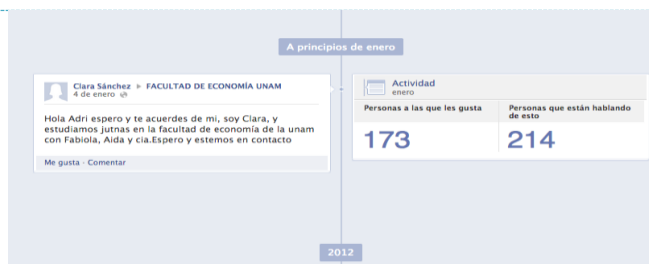 A principios de enero
Clara Sánchez ▸ FACULTAD DE ECONOMÍA UNAM
4 de enero
Hola Adri espero y te acuerdes de mi, soy Clara, y
estudiamos jutnas en la facultad de economía de la unam
con Fabiola, Aida y cia.Espero y estemos en contacto
Me gusta · Comentar
Actividad
enero
Personas a las que les gusta
173
Personas que están hablando
de esto
214
2012